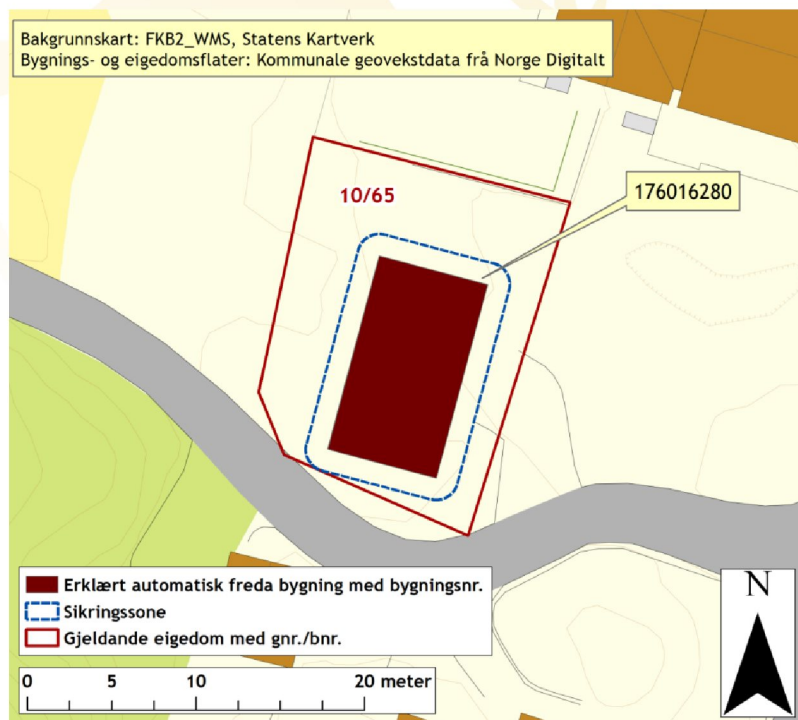 Bakgrunnskart: FKB2_WMS, Statens Kartverk
Bygnings- og eigedomsflater: Kommunale geovekstdata frå Norge Digitalt
10/65
176016280
Erklært automatisk freda bygning med bygningsnr.
Sikringssone
Gjeldande eigedom med gnr./bnr.
0 5 10 20 meter
N